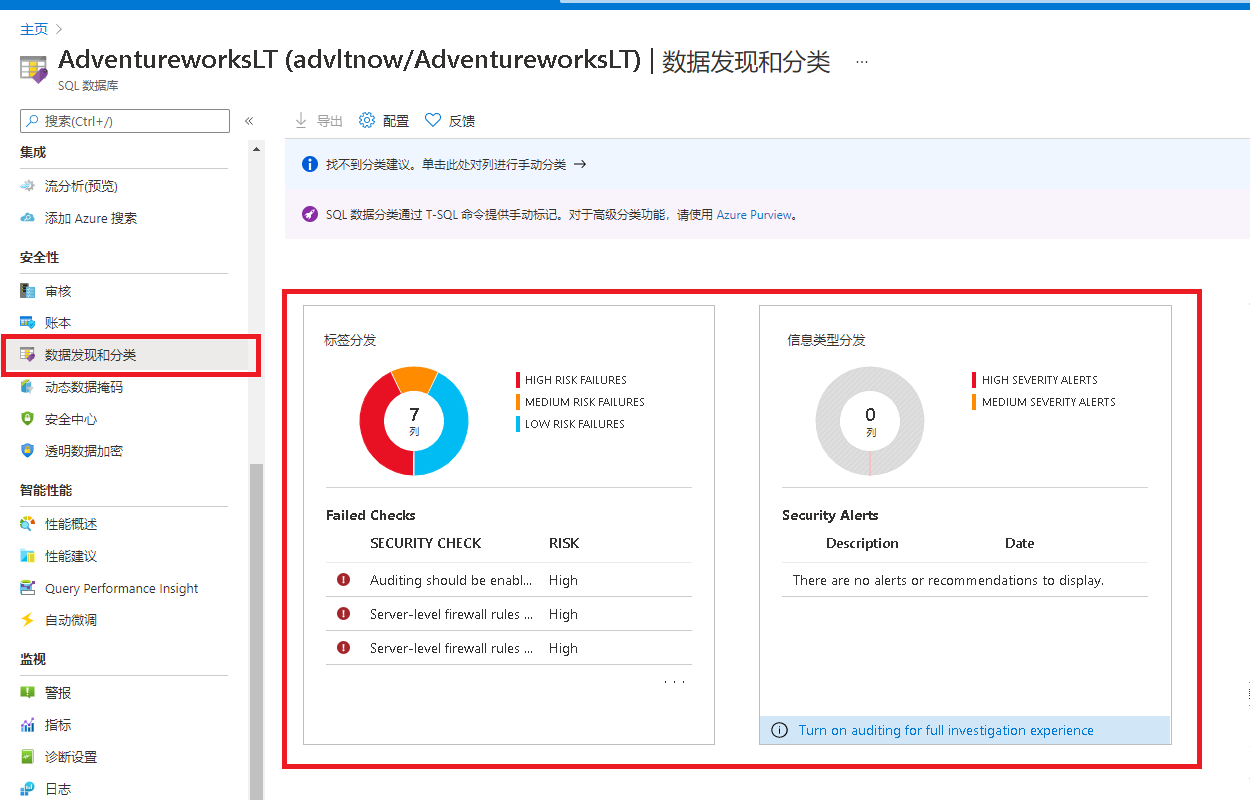 主页
AdventureworksLT (advltnow/AdventureworksLT) | 数据发现和分类 ...
SQL 数据库
搜索(Ctrl+/)
«
集成
流分析(预览)
添加 Azure 搜索
安全性
审核
账本
数据发现和分类
动态数据掩码
安全中心
透明数据加密
智能性能
性能概述
性能建议
Query Performance Insight
自动微调
监视
警报
指标
诊断设置
日志
导出 配置 反馈
找不到分类建议。单击此处对列进行手动分类 →
SQL 数据分类通过 T-SQL 命令提供手动标记。对于高级分类功能，请使用 Azure Purview。
标签分发
7
列
HIGH RISK FAILURES
MEDIUM RISK FAILURES
LOW RISK FAILURES
Failed Checks
SECURITY CHECK RISK
Auditing should be enabl... High
Server-level firewall rules ... High
Server-level firewall rules ... High
...
信息类型分发
0
列
HIGH SEVERITY ALERTS
MEDIUM SEVERITY ALERTS
Security Alerts
Description Date
There are no alerts or recommendations to display.
Turn on auditing for full investigation experience